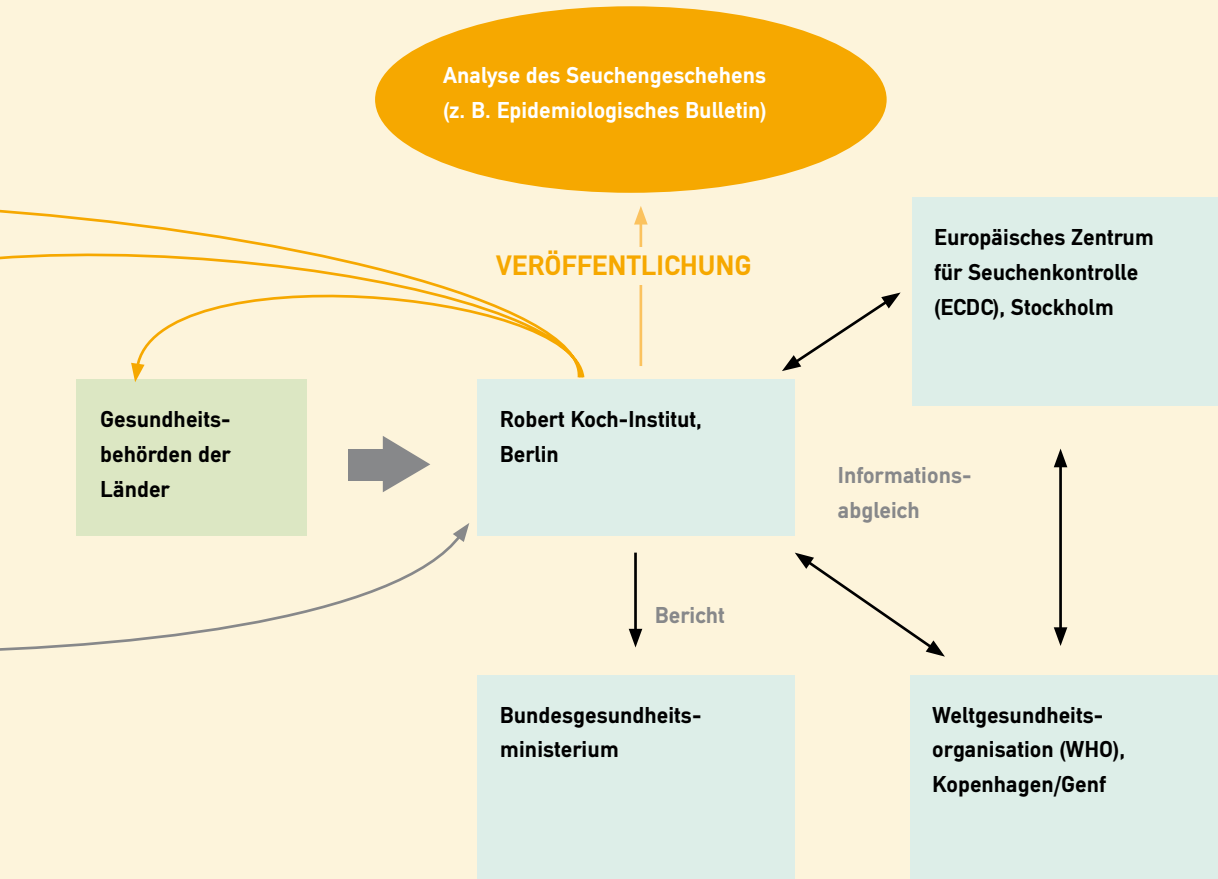 Analyse des Seuchengeschehens
(z. B. Epidemiologisches Bulletin)
VERÖFFENTLICHUNG
Europäisches Zentrum
für Seuchenkontrolle
(ECDC), Stockholm
Gesundheits-
behörden der
Länder
Robert Koch-Institut,
Berlin
Informations-
abgleich
Bericht
Bundesgesundheits-
ministerium
Weltgesundheits-
organisation (WHO),
Kopenhagen/Genf